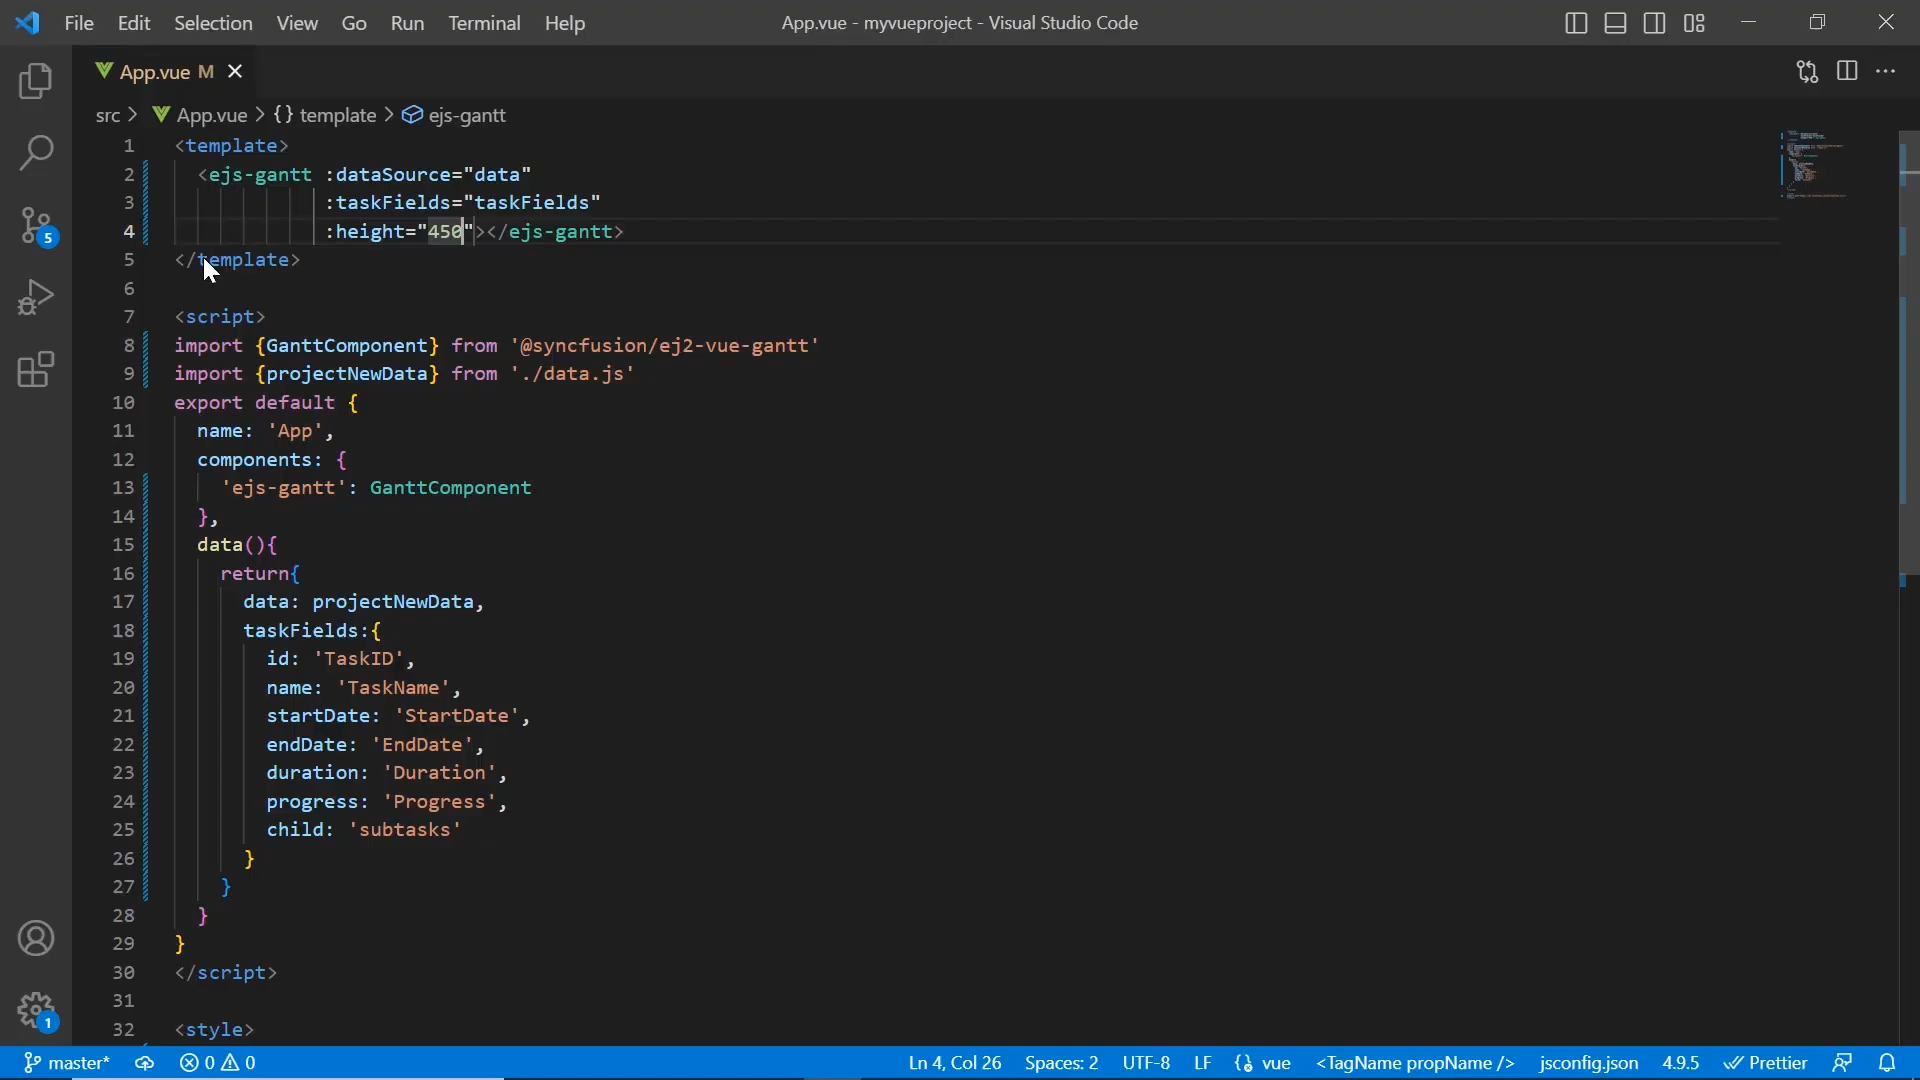 File Edit Selection View Go Run Terminal Help App.vue - myvueproject - Visual Studio Code
App.vue M
src > App.vue > {} template > ejs-gantt
1 <template>
2 <ejs-gantt :dataSource="data"
3 :taskFields="taskFields"
4 :height="450"></ejs-gantt>
5 </template>
6
7 <script>
8 import {GanttComponent} from '@syncfusion/ej2-vue-gantt'
9 import {projectNewData} from './data.js'
10 export default {
11 name: 'App',
12 components: {
13 'ejs-gantt': GanttComponent
14 },
15 data(){
16 return{
17 data: projectNewData,
18 taskFields:{
19 id: 'TaskID',
20 name: 'TaskName',
21 startDate: 'StartDate',
22 endDate: 'EndDate',
23 duration: 'Duration',
24 progress: 'Progress',
25 child: 'subtasks'
26 }
27 }
28 }
29 }
30 </script>
31
32 <style>
5
1
master* 0 0 Ln 4, Col 26 Spaces: 2 UTF-8 LF {} vue <TagName propName /> jsconfig.json 4.9.5 Prettier